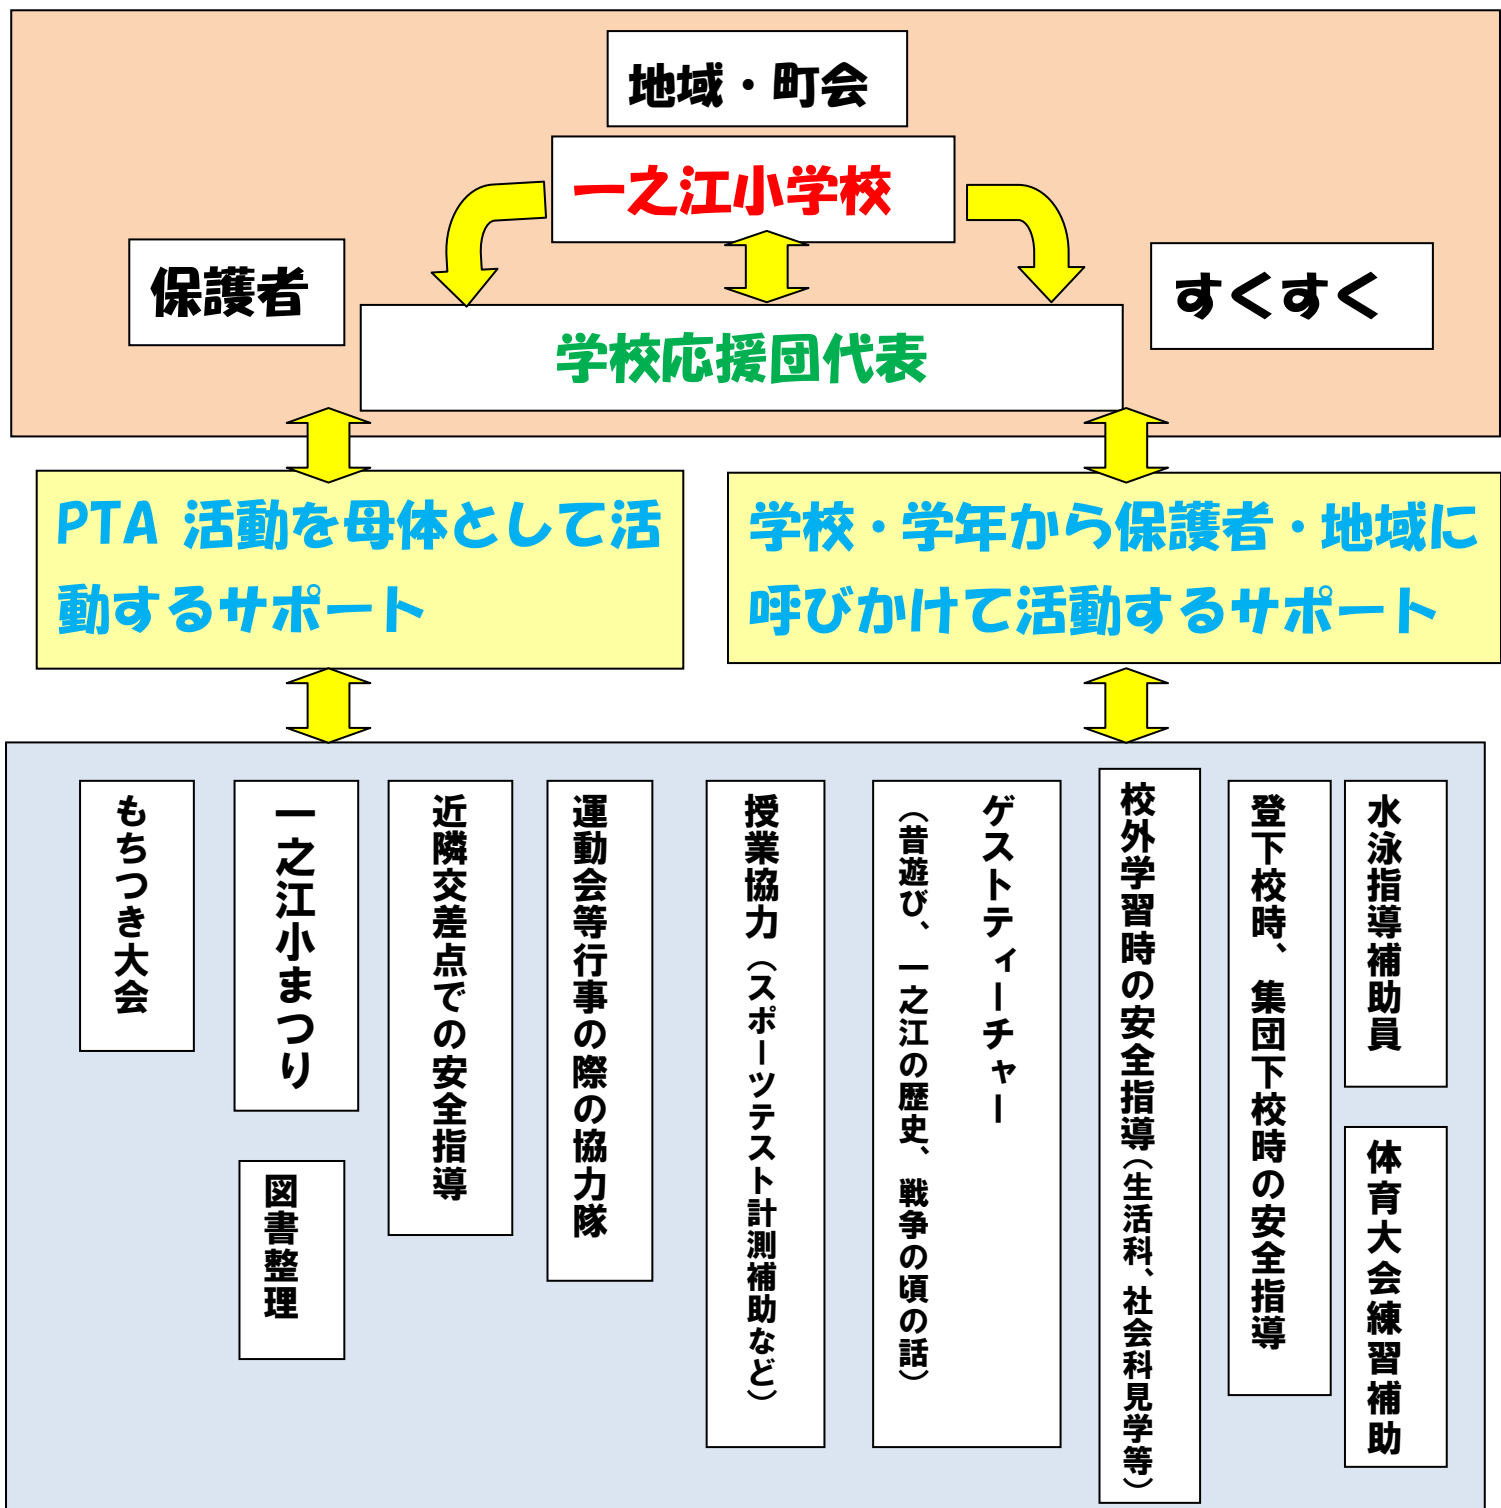 地域・町会
一之江小学校
保護者
すくすく
学校応援団代表
PTA 活動を母体として活
動するサポート
学校・学年から保護者・地域に
呼びかけて活動するサポート
もちつき大会
一之江小まつり
図書整理
近隣交差点での安全指導
運動会等行事の際の協力隊
授業協力（スポーツテスト計測補助など）
ゲストティーチャー
（昔遊び、一之江の歴史、戦争の頃の話）
校外学習時の安全指導（生活科、社会科見学等）
登下校時、集団下校時の安全指導
水泳指導補助員
体育大会練習補助